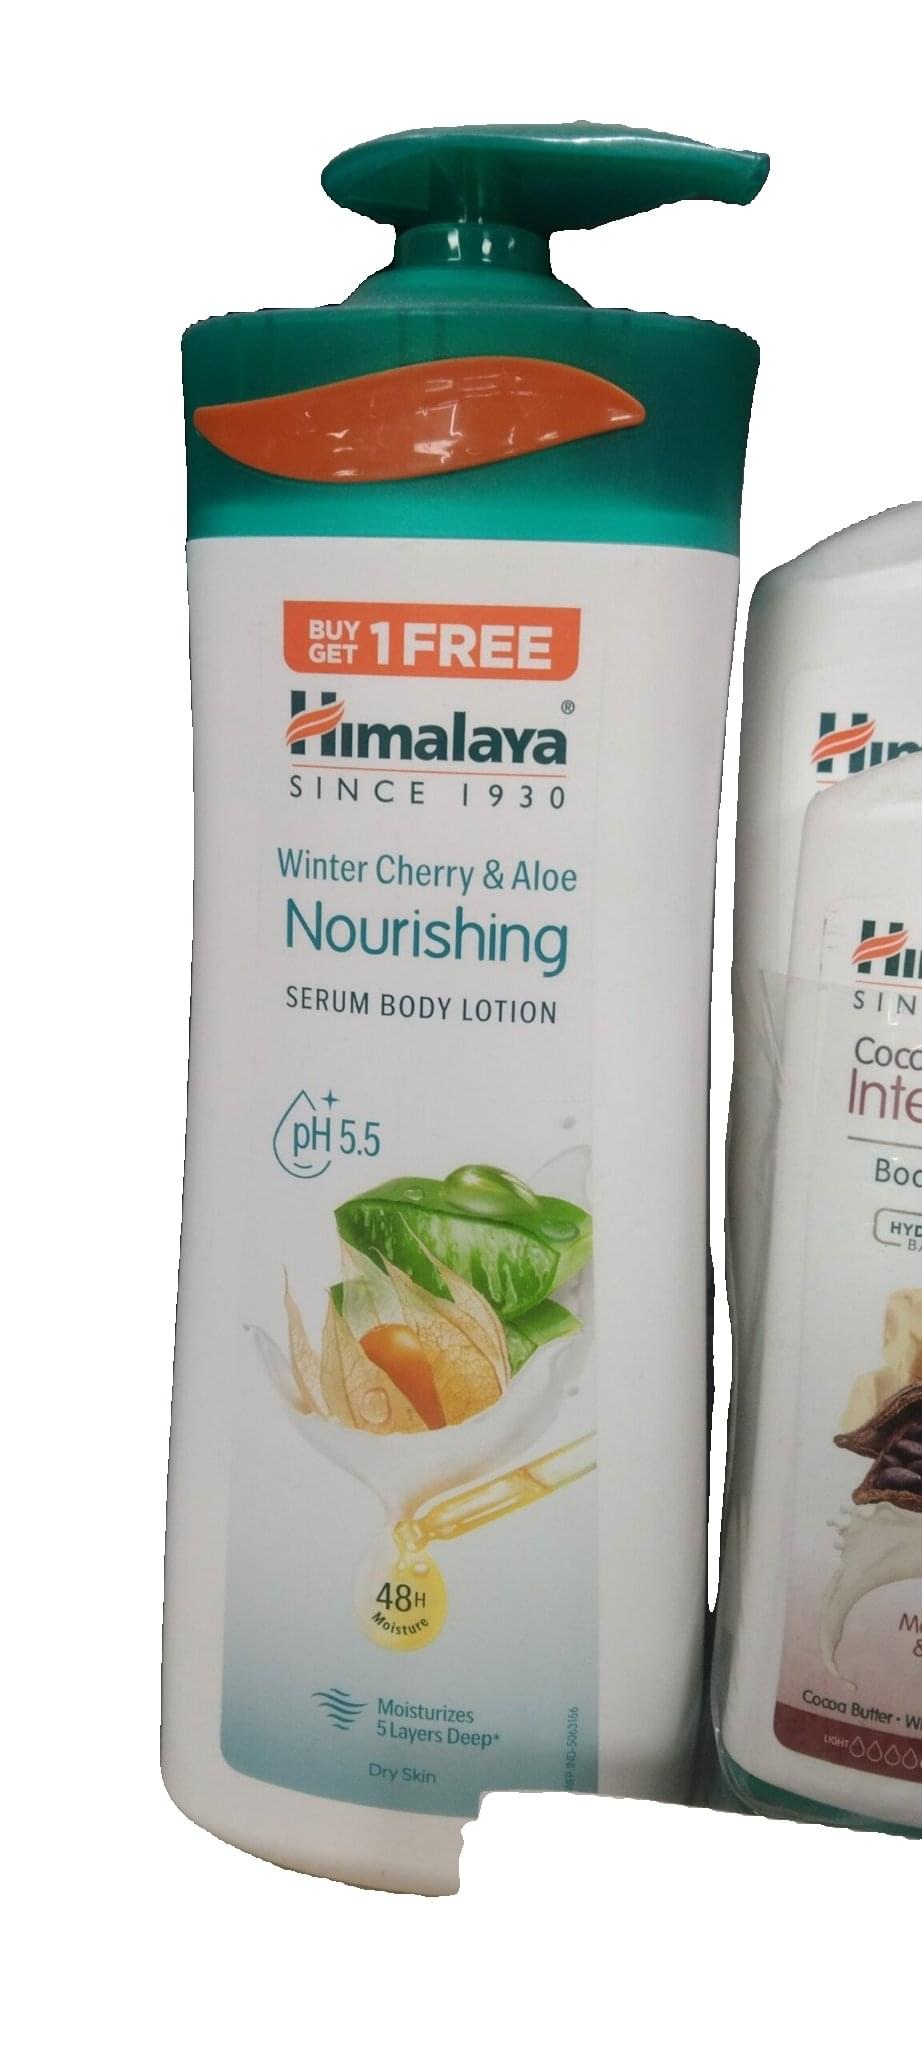 BUY
GET 1 FREE
Himalaya®
SINCE 1930
Winter Cherry & Aloe
Nourishing
SERUM BODY LOTION
pH 5.5
48H
Moisture
Moisturizes
5 Layers Deep*
Dry Skin
Cocoa Butter •
LIGHT